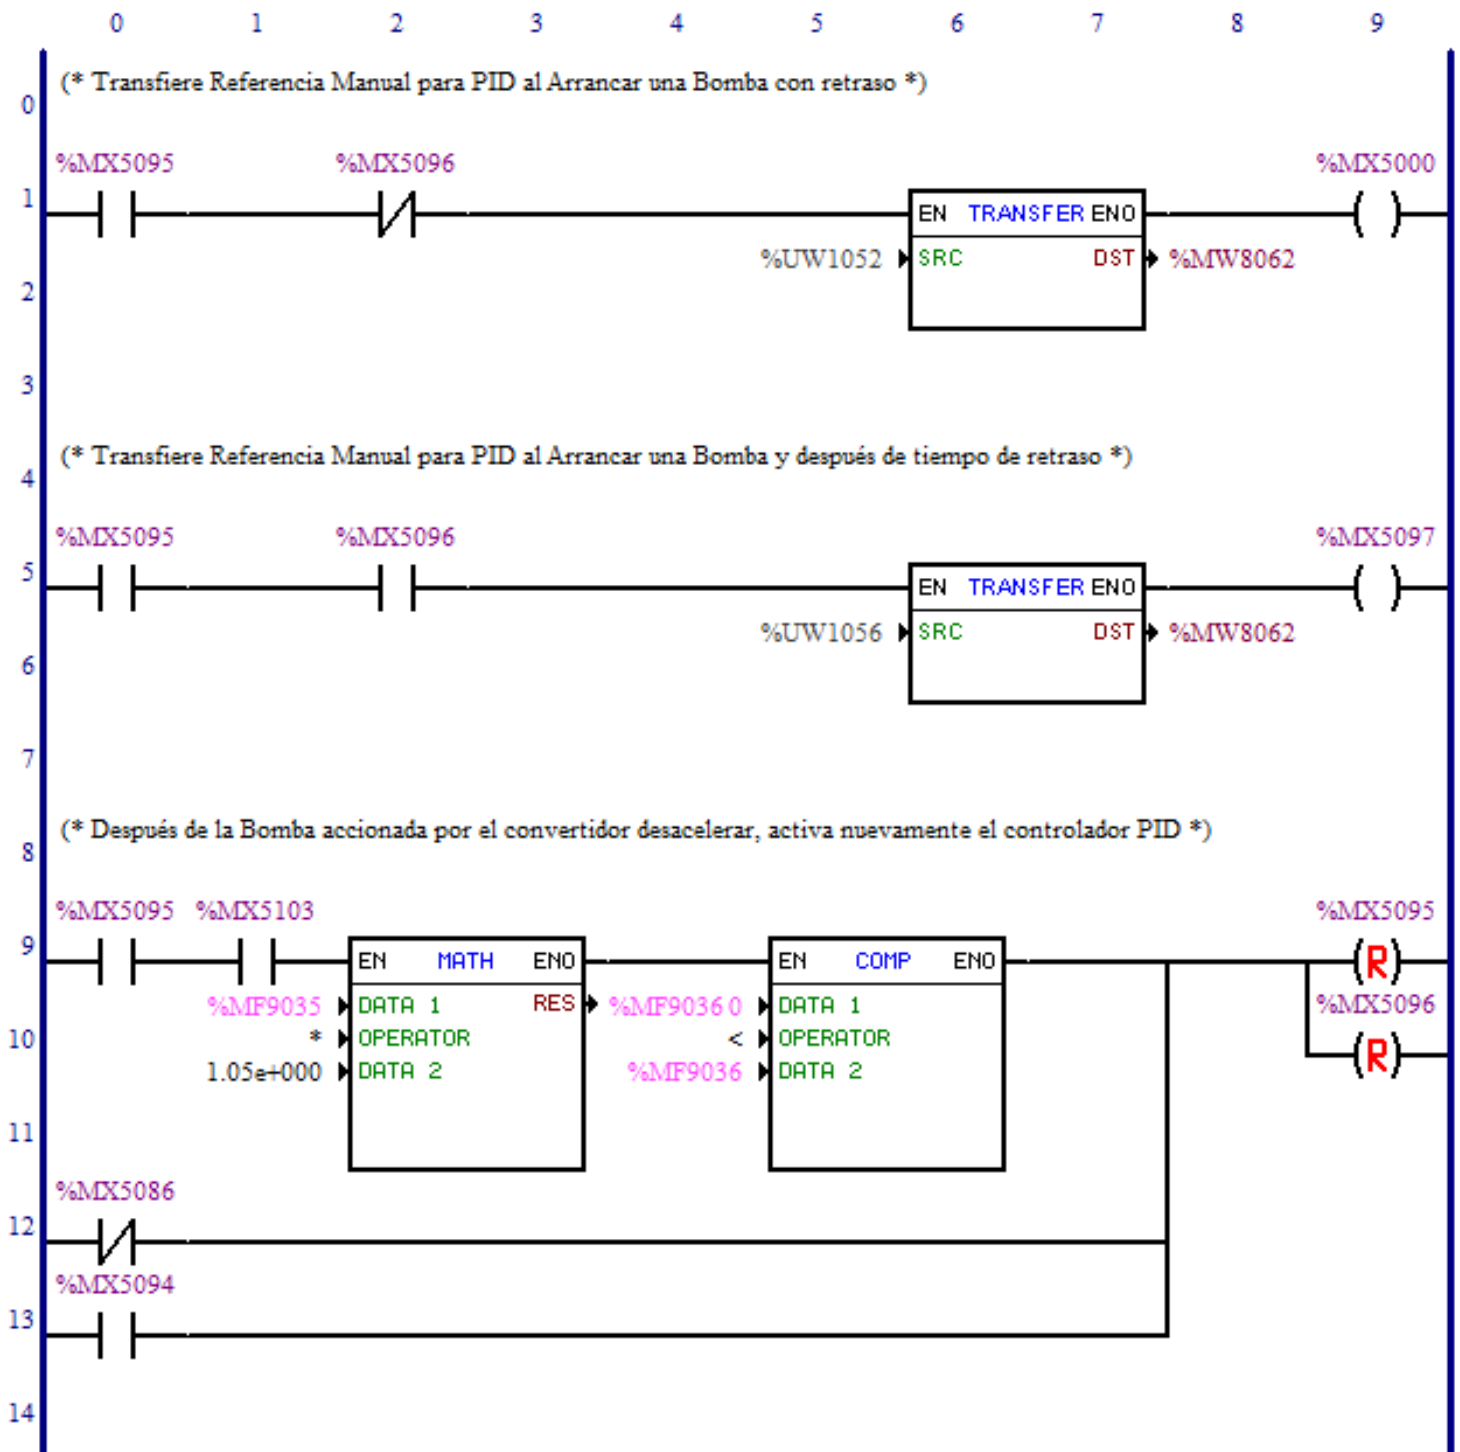 0 1 2 3 4 5 6 7 8 9
(* Transfiere Referencia Manual para PID al Arrancar una Bomba con retraso *)
0
%MX5095 %MX5096 %MX5000
1
EN TRANSFER ENO
%UW1052 SRC DST %MW8062
2
3
(* Transfiere Referencia Manual para PID al Arrancar una Bomba y después de tiempo de retraso *)
4
%MX5095 %MX5096 %MX5097
5
EN TRANSFER ENO
%UW1056 SRC DST %MW8062
6
7
(* Después de la Bomba accionada por el convertidor desacelerar, activa nuevamente el controlador PID *)
8
%MX5095 %MX5103 %MX5095
9
EN MATH ENO EN COMP ENO R
%MF9035 DATA 1 RES %MF9036 0 DATA 1 %MX5096
10
* OPERATOR < OPERATOR R
1.05e+000 DATA 2 %MF9036 DATA 2
11
%MX5086
12
%MX5094
13
14